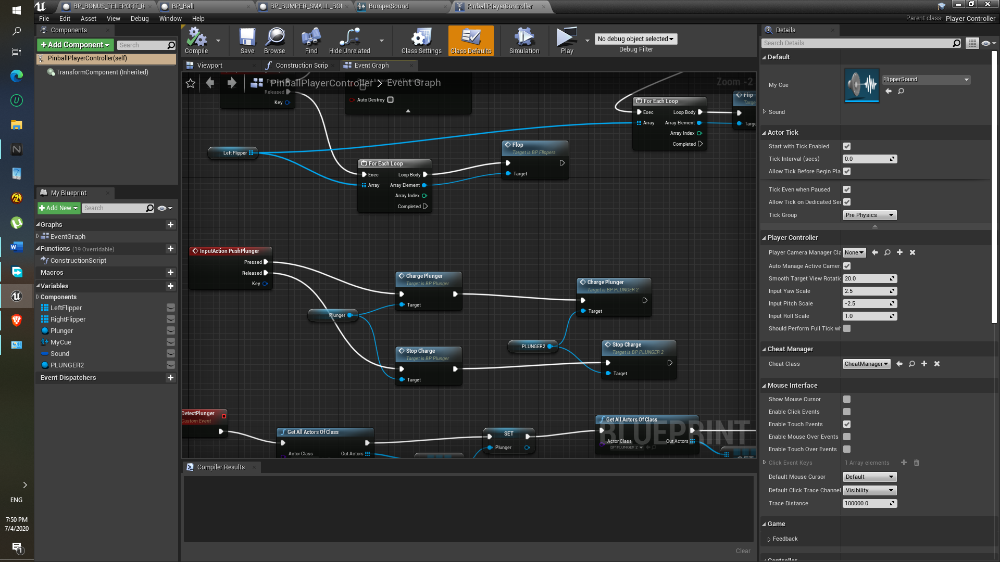 BP_BONUS_TELEPORT_R
BP_Ball
BP_BUMPER_SMALL_BO
BumperSound
PinballPlayerController
File Edit Asset View Debug Window Help
Parent class: Player Controller
Components
+Add Component
Search
PinballPlayerController(self)
TransformComponent (Inherited)
My Blueprint
+Add New
Search
Graphs
EventGraph
Functions (19 Overridable)
ConstructionScript
Macros
Variables
Components
LeftFlipper
RightFlipper
Plunger
MyCue
Sound
PLUNGER2
Event Dispatchers
Compile
Save
Browse
Find
Hide Unrelated
Class Settings
Class Defaults
Simulation
Play
No debug object selected
Debug Filter
Viewport
Construction Scrip
Event Graph
PinballPlayerController > Event Graph
Zoom -2
Released
Key
Auto Destroy
Left Flipper
For Each Loop
Exec Loop Body
Array Array Element
Array Index
Completed
Flop
Target is BP Flippers
Target
For Each Loop
Exec Loop Body
Array Array Element
Array Index
Completed
Flip
Targe
Targe
InputAction PushPlunger
Pressed
Released
Key
Charge Plunger
Target is BP Plunger
Target
Plunger
Charge Plunger
Target is BP PLUNGER 2
Target
PLUNGER2
Stop Charge
Target is BP Plunger
Target
Stop Charge
Target is BP PLUNGER 2
Target
DetectPlunger
Custom Event
Get All Actors Of Class
Actor Class Out Actors
SET
Plunger
Get All Actors Of Class
Actor Class Out Actors
BP PLUNGER 2
BLUEPRINT
Compiler Results
Clear
Details
Search Details
Default
My Cue
FlipperSound
Sound
Actor Tick
Start with Tick Enabled
Tick Interval (secs) 0.0
Allow Tick Before Begin Pla
Tick Even when Paused
Allow Tick on Dedicated Se
Tick Group Pre Physics
Player Controller
Player Camera Manager Cla None
Auto Manage Active Camer
Smooth Target View Rotati 20.0
Input Yaw Scale 2.5
Input Pitch Scale -2.5
Input Roll Scale 1.0
Should Perform Full Tick wh
Cheat Manager
Cheat Class CheatManager
Mouse Interface
Show Mouse Cursor
Enable Click Events
Enable Touch Events
Enable Mouse Over Events
Enable Touch Over Events
Click Event Keys 1 Array elements
Default Mouse Cursor Default
Default Click Trace Channel Visibility
Trace Distance 100000.0
Game
Feedback
ENG
7:50 PM
7/4/2020
1